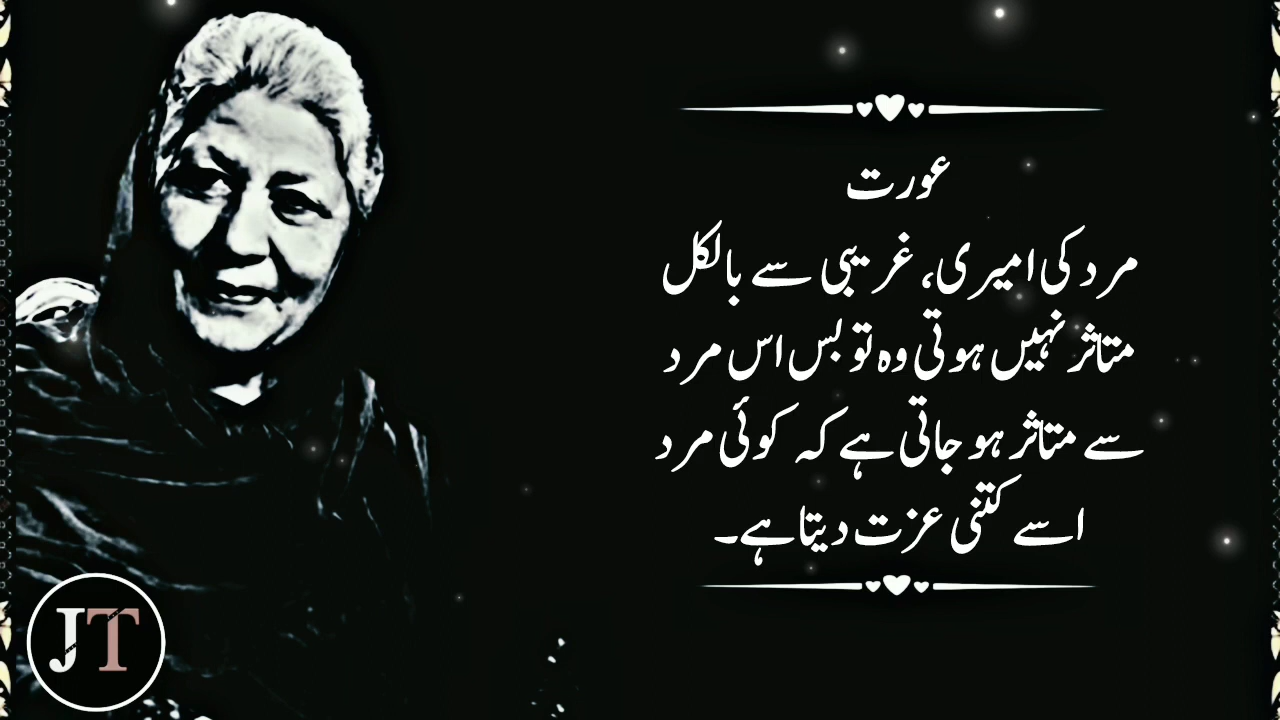 عورت
مرد کی امیری، غریبی سے بالکل
متاثر نہیں ہوتی وہ تو بس اس مرد
سے متاثر ہو جاتی ہے کہ کوئی مرد
اسے کتنی عزت دیتا ہے۔
JT